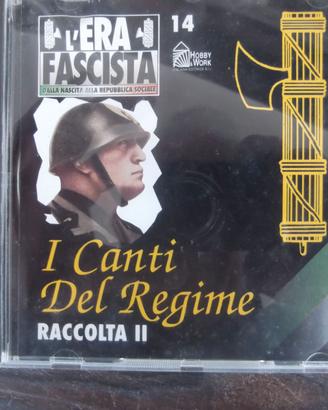 L'ERA
FASCISTA
DALLA NASCITA ALLA REPUBBLICA SOCIALE
14
HOBBY
& WORK
I Canti
Del Regime
RACCOLTA II